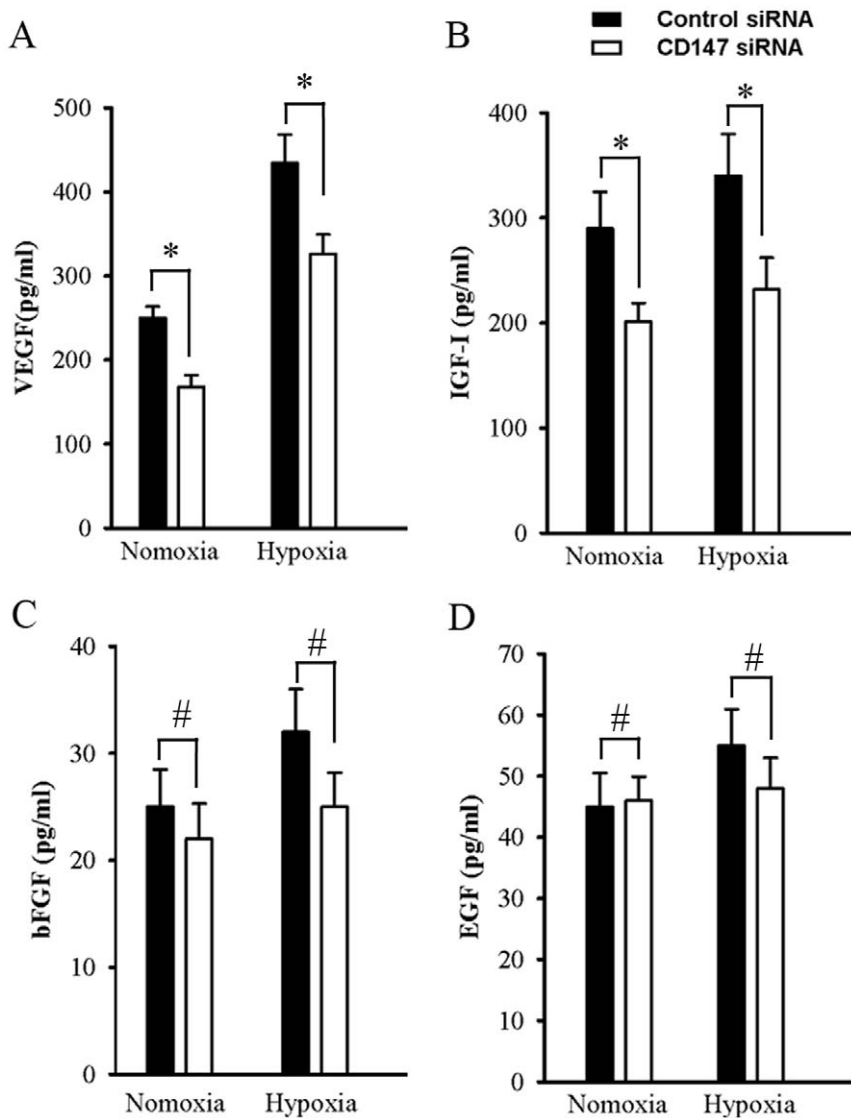 Control siRNA
CD147 siRNA
A
VEGF(pg/ml)
500
400
300
200
100
0
*
*
Nomoxia Hypoxia
B
IGF-I (pg/ml)
400
300
200
100
0
*
*
Nomoxia Hypoxia
C
bFGF (pg/ml)
40
30
20
10
0
#
#
Nomoxia Hypoxia
D
EGF (pg/ml)
70
60
50
40
30
20
10
0
#
#
Nomoxia Hypoxia